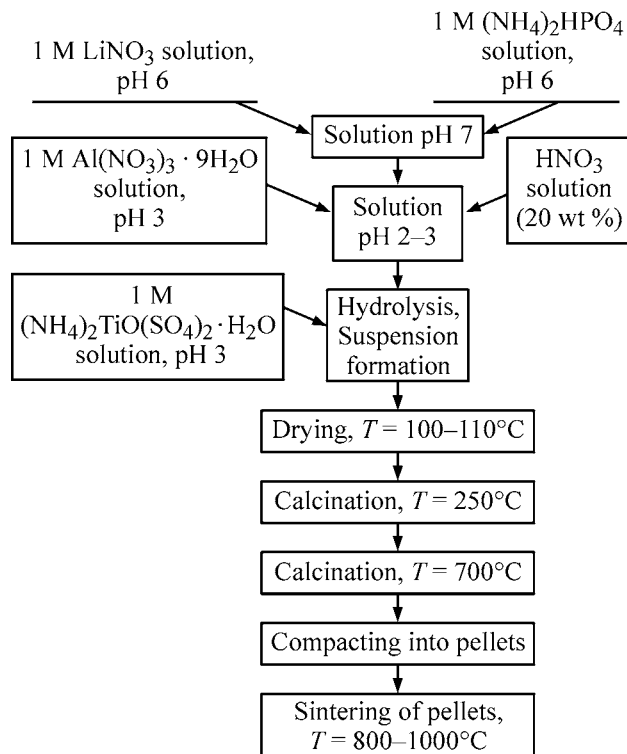 1 M LiNO3 solution,
pH 6
1 M (NH4)2HPO4
solution,
pH 6
Solution pH 7
1 M Al(NO3)3 · 9H2O
solution,
pH 3
HNO3
solution
(20 wt %)
Solution
pH 2–3
1 M
(NH4)2TiO(SO4)2 · H2O
solution, pH 3
Hydrolysis,
Suspension
formation
Drying, T = 100–110°C
Calcination, T = 250°C
Calcination, T = 700°C
Compacting into pellets
Sintering of pellets,
T = 800–1000°C